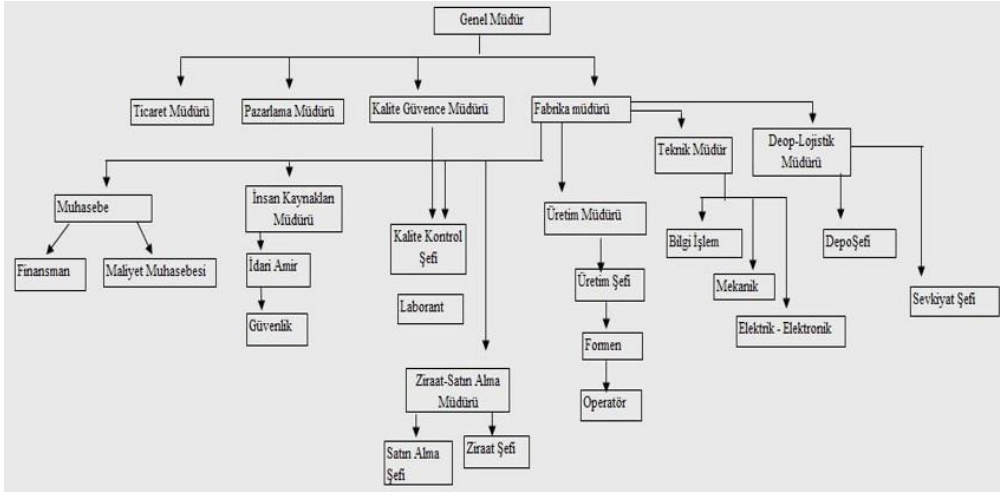 Genel Müdür
Ticaret Müdürü
Pazarlama Müdürü
Kalite Güvence Müdürü
Fabrika müdürü
Teknik Müdür
Deop-Lojistik
Müdürü
Muhasebe
İnsan Kaynakları
Müdürü
Kalite Kontrol
Şefi
Üretim Müdürü
Bilgi İşlem
DepoŞefi
Finansman
Maliyet Muhasebesi
İdari Amir
Üretim Şefi
Mekanik
Sevkiyat Şefi
Laborant
Güvenlik
Elektrik - Elektronik
Formen
Ziraat-Satın Alma
Müdürü
Operatör
Satın Alma
Şefi
Ziraat Şefi